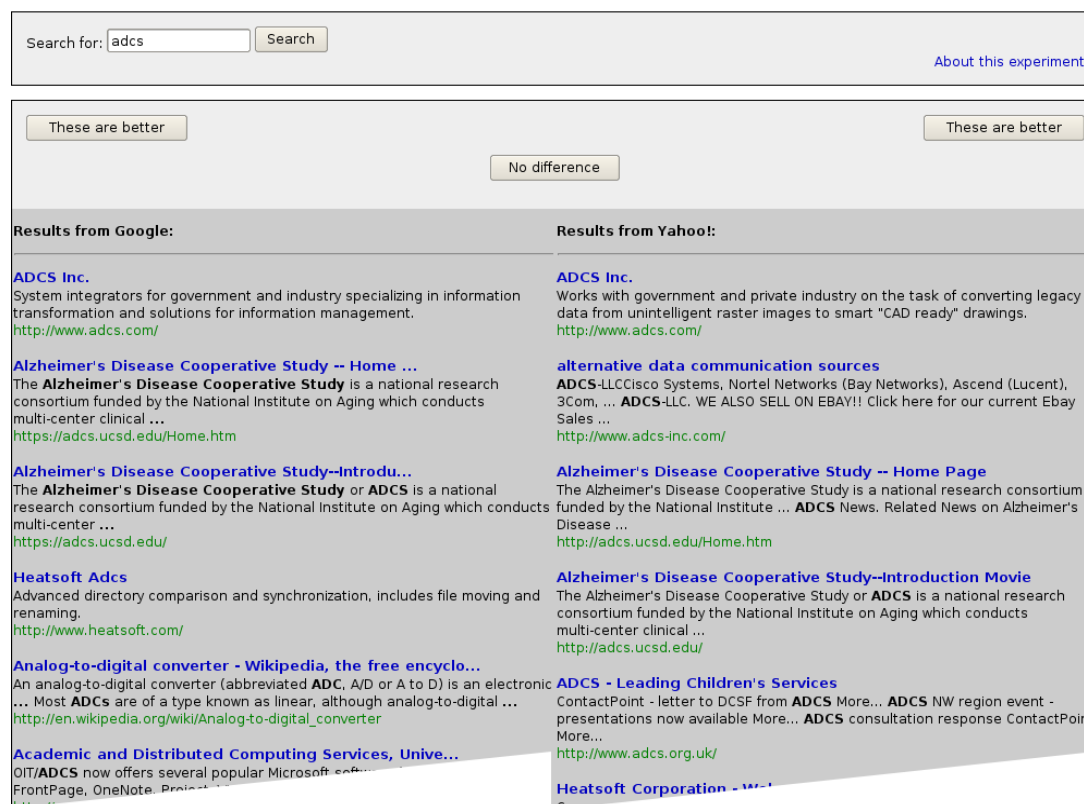 Search for: adcs Search
About this experiment
These are better
These are better
No difference
Results from Google:
ADCS Inc.
System integrators for government and industry specializing in information
transformation and solutions for information management.
http://www.adcs.com/
Alzheimer's Disease Cooperative Study -- Home ...
The Alzheimer's Disease Cooperative Study is a national research
consortium funded by the National Institute on Aging which conducts
multi-center clinical ...
https://adcs.ucsd.edu/Home.htm
Alzheimer's Disease Cooperative Study--Introdu...
The Alzheimer's Disease Cooperative Study or ADCS is a national
research consortium funded by the National Institute on Aging which conducts
multi-center ...
https://adcs.ucsd.edu/
Heatsoft Adcs
Advanced directory comparison and synchronization, includes file moving and
renaming.
http://www.heatsoft.com/
Analog-to-digital converter - Wikipedia, the free encyclo...
An analog-to-digital converter (abbreviated ADC, A/D or A to D) is an electronic
... Most ADCs are of a type known as linear, although analog-to-digital ...
http://en.wikipedia.org/wiki/Analog-to-digital_converter
Academic and Distributed Computing Services, Unive...
OIT/ADCS now offers several popular Microsoft
FrontPage, OneNote,
Results from Yahoo!:
ADCS Inc.
Works with government and private industry on the task of converting legacy
data from unintelligent raster images to smart "CAD ready" drawings.
http://www.adcs.com/
alternative data communication sources
ADCS-LLCCisco Systems, Nortel Networks (Bay Networks), Ascend (Lucent),
3Com, ... ADCS-LLC. WE ALSO SELL ON EBAY!! Click here for our current Ebay
Sales ...
http://www.adcs-inc.com/
Alzheimer's Disease Cooperative Study -- Home Page
The Alzheimer's Disease Cooperative Study is a national research consortium
funded by the National Institute ... ADCS News. Related News on Alzheimer's
Disease ...
http://adcs.ucsd.edu/Home.htm
Alzheimer's Disease Cooperative Study--Introduction Movie
The Alzheimer's Disease Cooperative Study or ADCS is a national research
consortium funded by the National Institute on Aging which conducts
multi-center clinical ...
http://adcs.ucsd.edu/
ADCS - Leading Children's Services
ContactPoint - letter to DCSF from ADCS More... ADCS NW region event -
presentations now available More... ADCS consultation response ContactPoi
More...
http://www.adcs.org.uk/
Heatsoft Corporation -